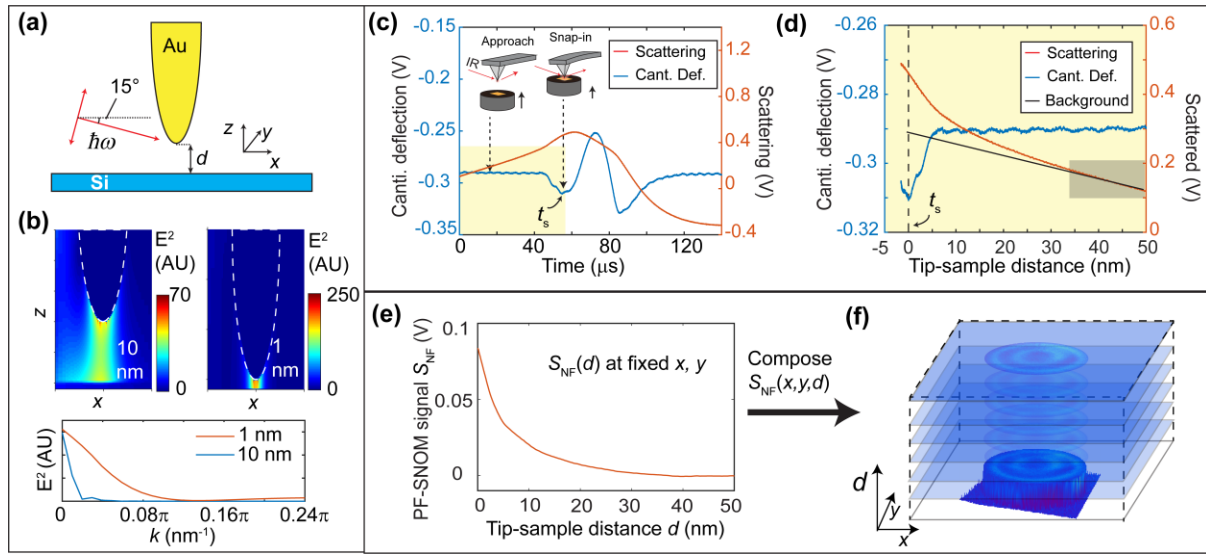 (a)
Au
15°
ħω
d
z
y
x
Si
(b)
E²
(AU)
70
0
10
nm
z
x
E²
(AU)
250
0
1
nm
x
E² (AU)
1 nm
10 nm
0
0.08π
0.16π
0.24π
k (nm⁻¹)
(c)
Approach
Snap-in
IR
Scattering
Cant. Def.
tₛ
Canti. deflection (V)
-0.15
-0.2
-0.25
-0.3
-0.35
Scattering (V)
1.2
0.8
0.4
0
-0.4
0
40
80
120
Time (μs)
(d)
Scattering
Cant. Def.
Background
tₛ
Canti. deflection (V)
-0.26
-0.28
-0.3
-0.32
Scattered (V)
0.6
0.4
0.2
0
-5
0
10
20
30
40
50
Tip-sample distance (nm)
(e)
S_NF(d) at fixed x, y
PF-SNOM signal S_NF (V)
0.1
0.05
0
0
10
20
30
40
50
Tip-sample distance d (nm)
Compose
S_NF(x,y,d)
(f)
d
y
x